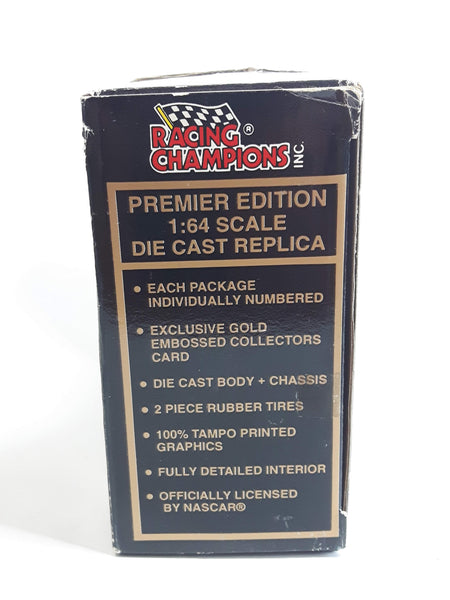 RACING ®
CHAMPIONS INC.
PREMIER EDITION
1:64 SCALE
DIE CAST REPLICA
• EACH PACKAGE
INDIVIDUALLY NUMBERED
• EXCLUSIVE GOLD
EMBOSSED COLLECTORS
CARD
• DIE CAST BODY + CHASSIS
• 2 PIECE RUBBER TIRES
• 100% TAMPO PRINTED
GRAPHICS
• FULLY DETAILED INTERIOR
• OFFICIALLY LICENSED
BY NASCAR®